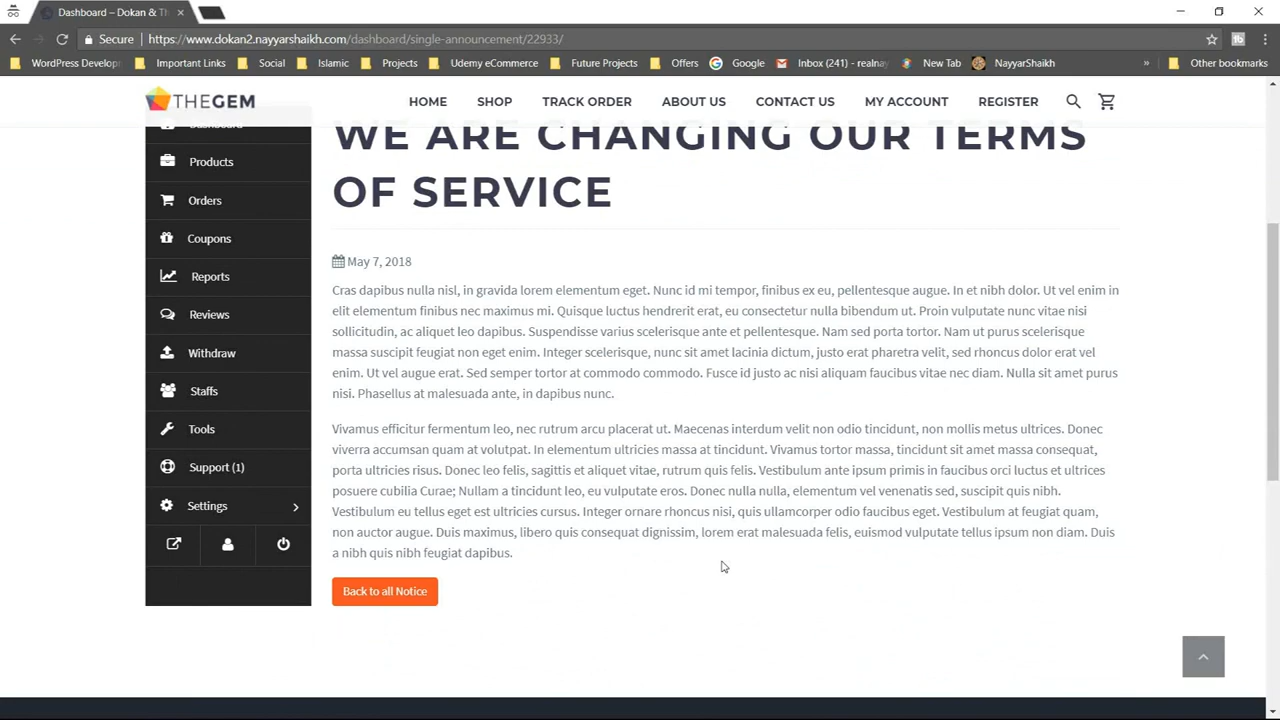 Dashboard – Dokan & Th
Secure
https://www.dokan2.nayyarshaikh.com/dashboard/single-announcement/22933/
WordPress Develop
Important Links
Social
Islamic
Projects
Udemy eCommerce
Future Projects
Offers
Google
Inbox (241) - realnay
New Tab
NayyarShaikh
»
Other bookmarks
THEGEM
HOME
SHOP
TRACK ORDER
ABOUT US
CONTACT US
MY ACCOUNT
REGISTER
Dashboard
Products
Orders
Coupons
Reports
Reviews
Withdraw
Staffs
Tools
Support (1)
Settings
WE ARE CHANGING OUR TERMS
OF SERVICE
May 7, 2018
Cras dapibus nulla nisl, in gravida lorem elementum eget. Nunc id mi tempor, finibus ex eu, pellentesque augue. In et nibh dolor. Ut vel enim in
elit elementum finibus nec maximus mi. Quisque luctus hendrerit erat, eu consectetur nulla bibendum ut. Proin vulputate nunc vitae nisi
sollicitudin, ac aliquet leo dapibus. Suspendisse varius scelerisque ante et pellentesque. Nam sed porta tortor. Nam ut purus scelerisque
massa suscipit feugiat non eget enim. Integer scelerisque, nunc sit amet lacinia dictum, justo erat pharetra velit, sed rhoncus dolor erat vel
enim. Ut vel augue erat. Sed semper tortor at commodo commodo. Fusce id justo ac nisi aliquam faucibus vitae nec diam. Nulla sit amet purus
nisi. Phasellus at malesuada ante, in dapibus nunc.
Vivamus efficitur fermentum leo, nec rutrum arcu placerat ut. Maecenas interdum velit non odio tincidunt, non mollis metus ultrices. Donec
viverra accumsan quam at volutpat. In elementum ultricies massa at tincidunt. Vivamus tortor massa, tincidunt sit amet massa consequat,
porta ultricies risus. Donec leo felis, sagittis et aliquet vitae, rutrum quis felis. Vestibulum ante ipsum primis in faucibus orci luctus et ultrices
posuere cubilia Curae; Nullam a tincidunt leo, eu vulputate eros. Donec nulla nulla, elementum vel venenatis sed, suscipit quis nibh.
Vestibulum eu tellus eget est ultricies cursus. Integer ornare rhoncus nisi, quis ullamcorper odio faucibus eget. Vestibulum at feugiat quam,
non auctor augue. Duis maximus, libero quis consequat dignissim, lorem erat malesuada felis, euismod vulputate tellus ipsum non diam. Duis
a nibh quis nibh feugiat dapibus.
Back to all Notice